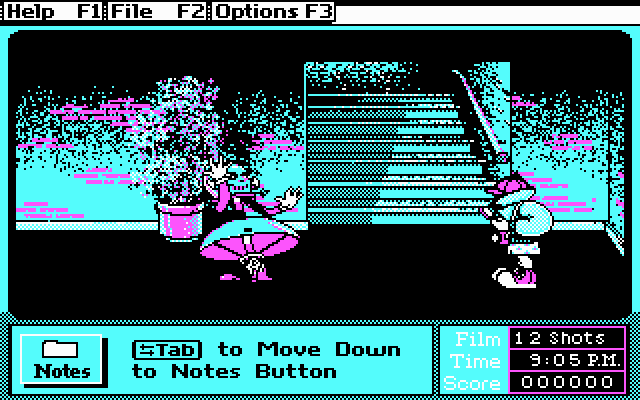 Help F1 File F2 Options F3
⇆Tab to Move Down
to Notes Button
Notes
Film 12 Shots
Time 9:05 P.M.
Score 000000